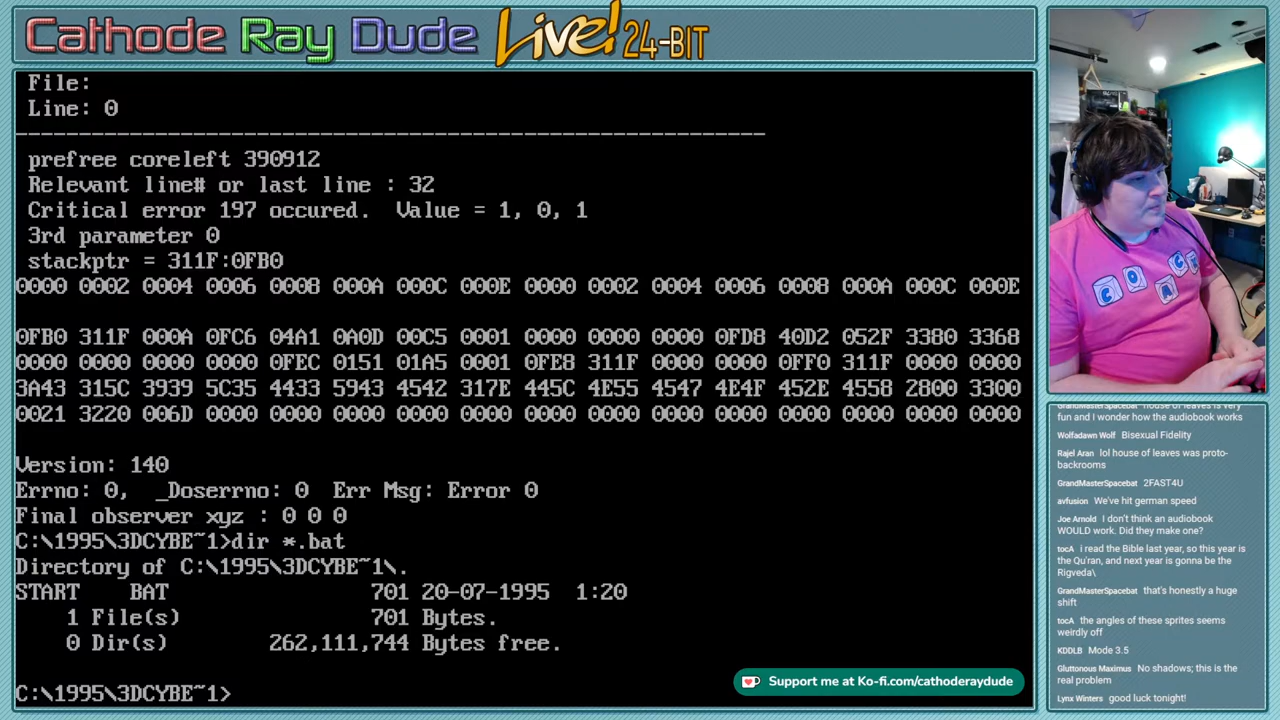 Cathode Ray Dude Live! 24-BIT
File:
Line: 0
------------------------------------------------------------
prefree coreleft 390912
Relevant line# or last line : 32
Critical error 197 occured.  Value = 1, 0, 1
3rd parameter 0
stackptr = 311F:0FB0
0000 0002 0004 0006 0008 000A 000C 000E 0000 0002 0004 0006 0008 000A 000C 000E
0FB0 311F 000A 0FC6 04A1 0A0D 00C5 0001 0000 0000 0000 0FD8 40D2 052F 3380 3368
0000 0000 0000 0000 0FEC 0151 01A5 0001 0FE8 311F 0000 0000 0FF0 311F 0000 0000
3A43 315C 3939 5C35 4433 5943 4542 317E 445C 4E55 4547 4E4F 452E 4558 2800 3300
0021 3220 006D 0000 0000 0000 0000 0000 0000 0000 0000 0000 0000 0000 0000 0000
Version: 140
Errno: 0,  _Doserrno: 0  Err Msg: Error 0
Final observer xyz : 0 0 0
C:\1995\3DCYBE~1>dir *.bat
Directory of C:\1995\3DCYBE~1\.
START    BAT                701 20-07-1995  1:20
1 File(s)                701 Bytes.
0 Dir(s)     262,111,744 Bytes free.
C:\1995\3DCYBE~1>
Support me at Ko-fi.com/cathoderaydude
GrandMasterSpacebat house of leaves is very
fun and I wonder how the audiobook works
Wolfadawn Wolf Bisexual Fidelity
Rajel Aran lol house of leaves was proto-
backrooms
GrandMasterSpacebat 2FAST4U
avfusion We've hit german speed
Joe Arnold I don't think an audiobook
WOULD work. Did they make one?
tocA i read the Bible last year, so this year is
the Qu'ran, and next year is gonna be the
Rigveda\
GrandMasterSpacebat that's honestly a huge
shift
tocA the angles of these sprites seems
weirdly off
KDDLB Mode 3.5
Gluttonous Maximus No shadows; this is the
real problem
Lynx Winters good luck tonight!